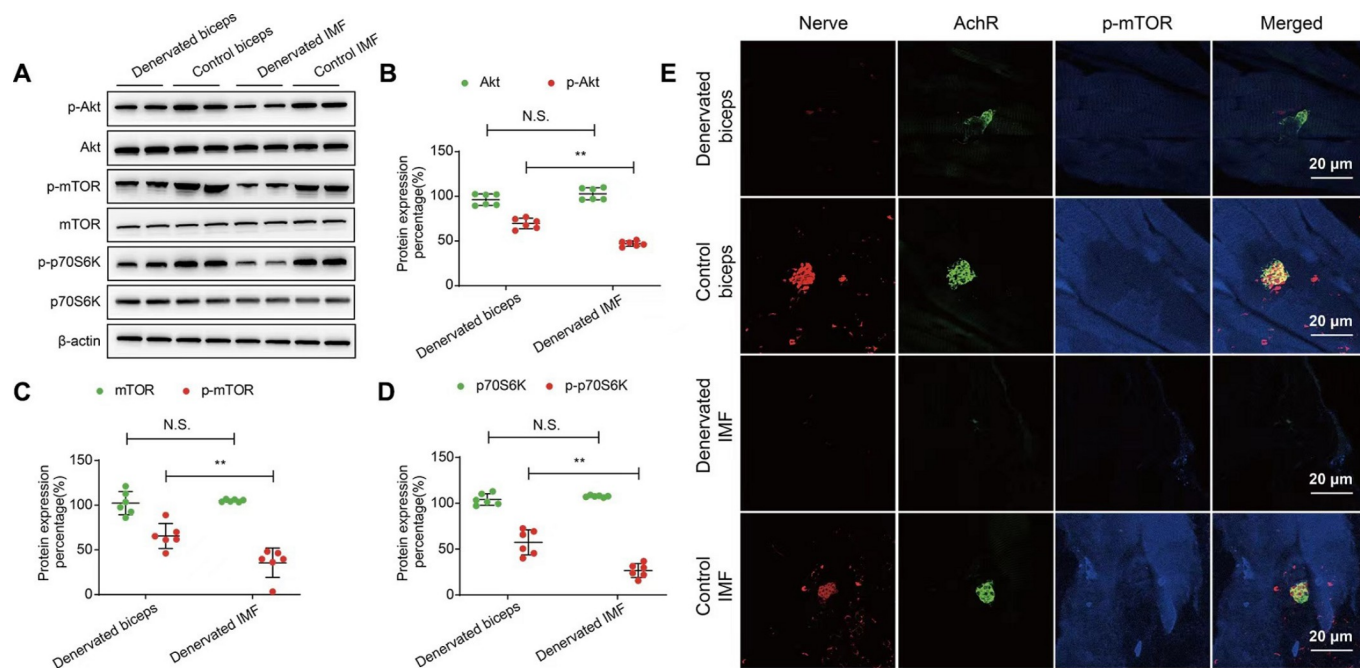 A
Denervated biceps
Control biceps
Denervated IMF
Control IMF
p-Akt
Akt
p-mTOR
mTOR
p-p70S6K
p70S6K
β-actin
B
Akt p-Akt
N.S.
**
Protein expression
percentage(%)
150
100
50
0
Denervated biceps
Denervated IMF
C
mTOR p-mTOR
N.S.
**
Protein expression
percentage(%)
150
100
50
0
Denervated biceps
Denervated IMF
D
p70S6K p-p70S6K
N.S.
**
Protein expression
percentage(%)
150
100
50
0
Denervated biceps
Denervated IMF
E
Nerve AchR p-mTOR Merged
Denervated
biceps
20 μm
Control
biceps
20 μm
Denervated
IMF
20 μm
Control
IMF
20 μm